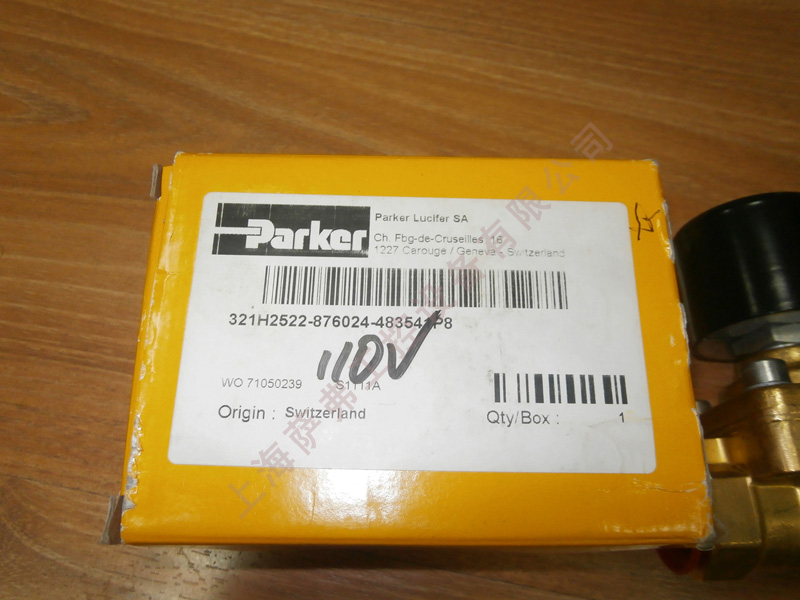 Parker
Parker Lucifer SA
Ch. Fbg-de-Cruseilles, 16
1227 Carouge / Geneva - Switzerland
321H2522-876024-483541P8
110V
WO 71050239 S1111A
Origin : Switzerland
Qty/Box : 1